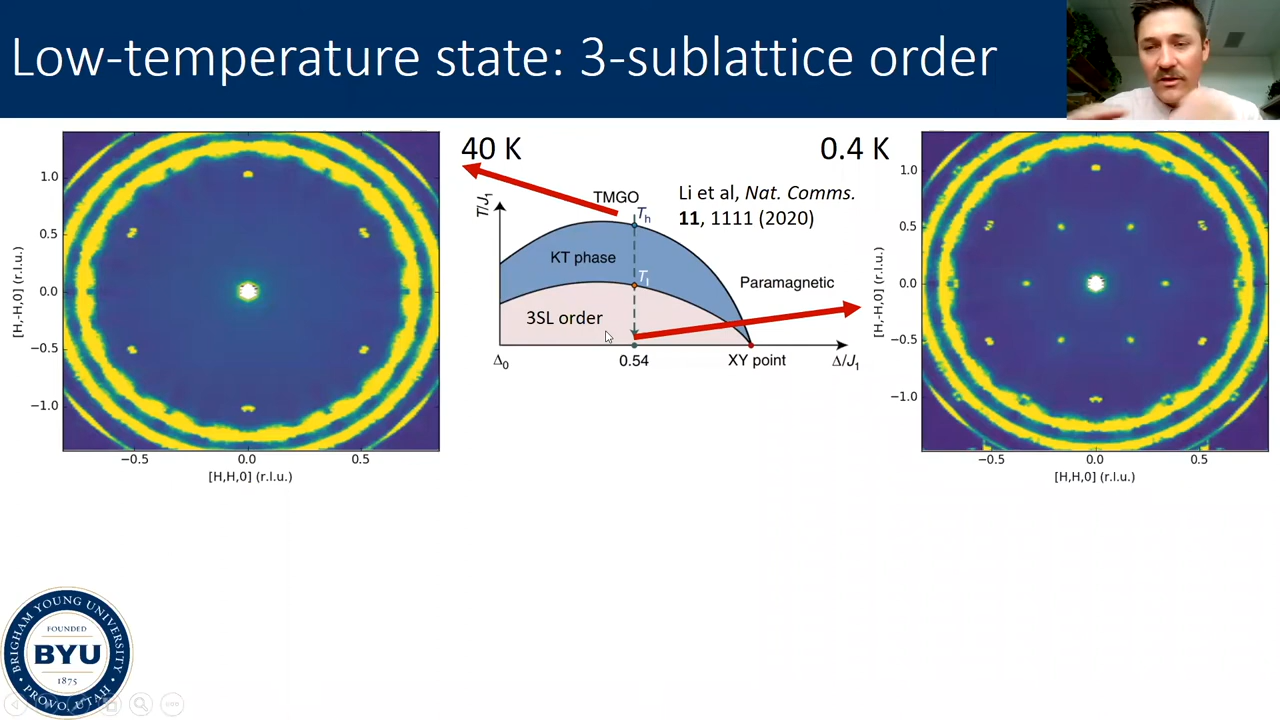 Low-temperature state: 3-sublattice order
1.0
0.5
0.0
−0.5
−1.0
[H,-H,0] (r.l.u.)
−0.5
0.0
0.5
[H,H,0] (r.l.u.)
40 K
0.4 K
T/J1
TMGO
Th
Li et al, Nat. Comms.
11, 1111 (2020)
KT phase
Tl
Paramagnetic
3SL order
Δ0
0.54
XY point
Δ/J1
1.0
0.5
0.0
−0.5
−1.0
[H,-H,0] (r.l.u.)
−0.5
0.0
0.5
[H,H,0] (r.l.u.)
BRIGHAM YOUNG UNIVERSITY
FOUNDED
BYU
1875
PROVO, UTAH